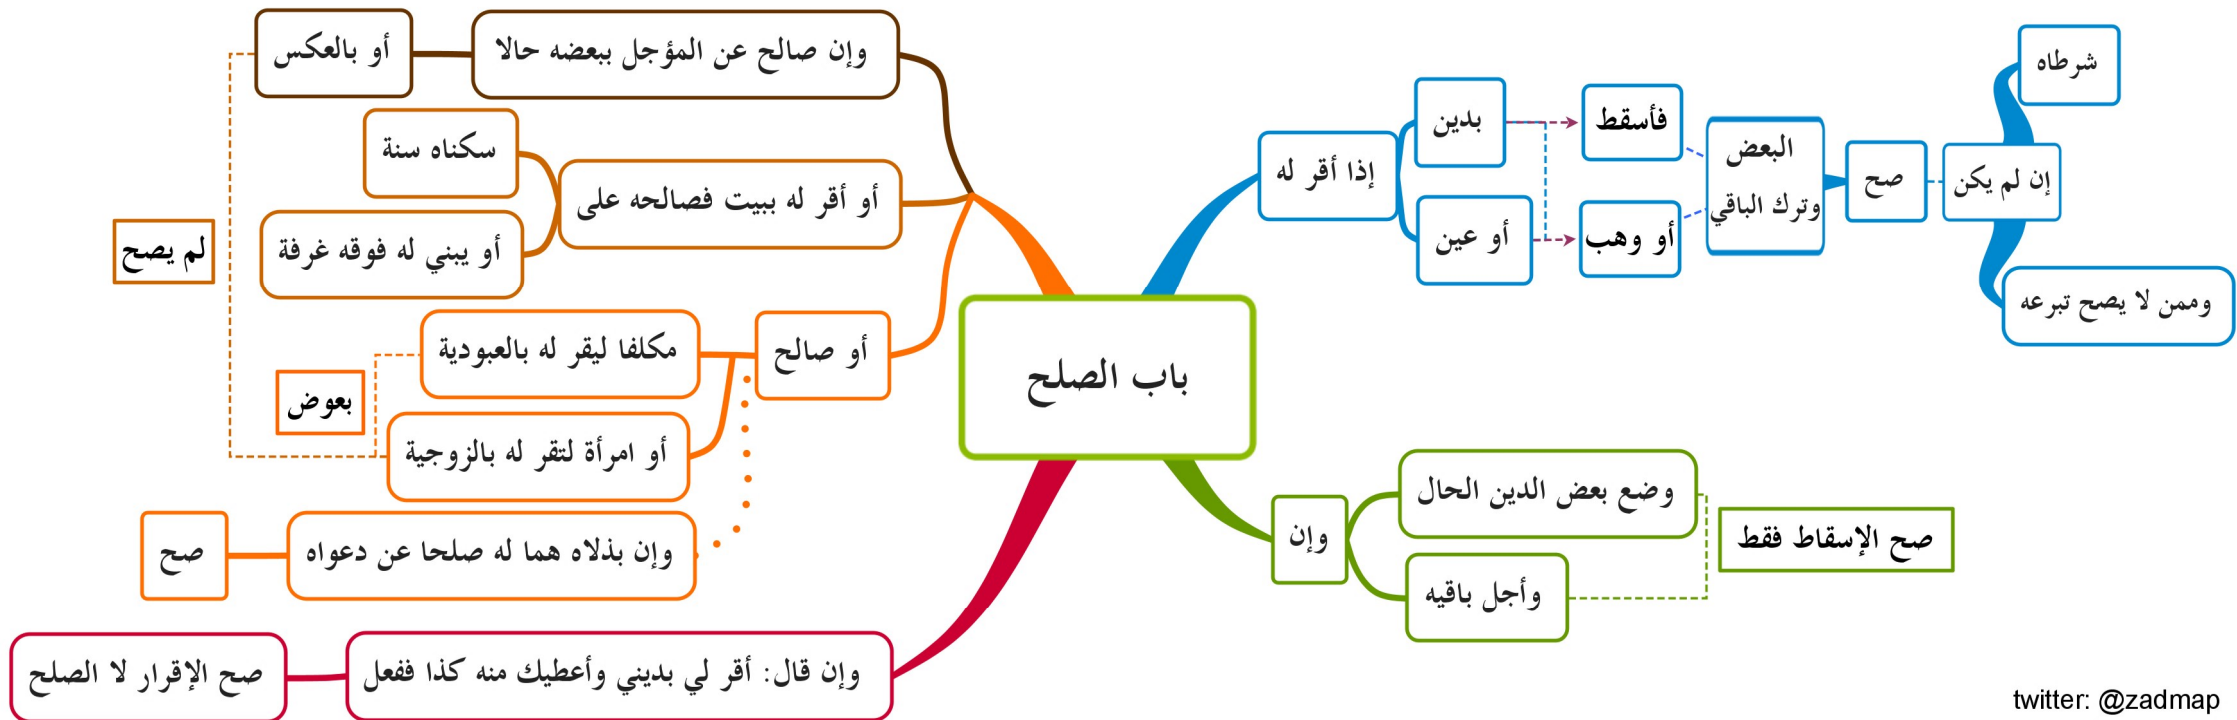 باب الصلح
إذا أقر له
بدين
أو عين
فأسقط
أو وهب
البعض
وترك الباقي
صح
إن لم يكن
شرطاه
وممن لا يصح تبرعه
وإن
وضع بعض الدين الحال
وأجل باقيه
صح الإسقاط فقط
وإن صالح عن المؤجل ببعضه حالا
أو بالعكس
أو أقر له ببيت فصالحه على
سكناه سنة
أو يبني له فوقه غرفة
أو صالح
مكلفا ليقر له بالعبودية
أو امرأة لتقر له بالزوجية
بعوض
لم يصح
وإن بذلاه هما له صلحا عن دعواه
صح
وإن قال: أقر لي بديني وأعطيك منه كذا ففعل
صح الإقرار لا الصلح
twitter: @zadmap